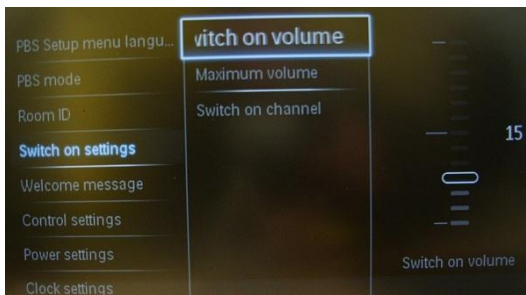 PBS Setup menu langu...
PBS mode
Room ID
Switch on settings
Welcome message
Control settings
Power settings
Clock settings
vitch on volume
Maximum volume
Switch on channel
15
Switch on volume